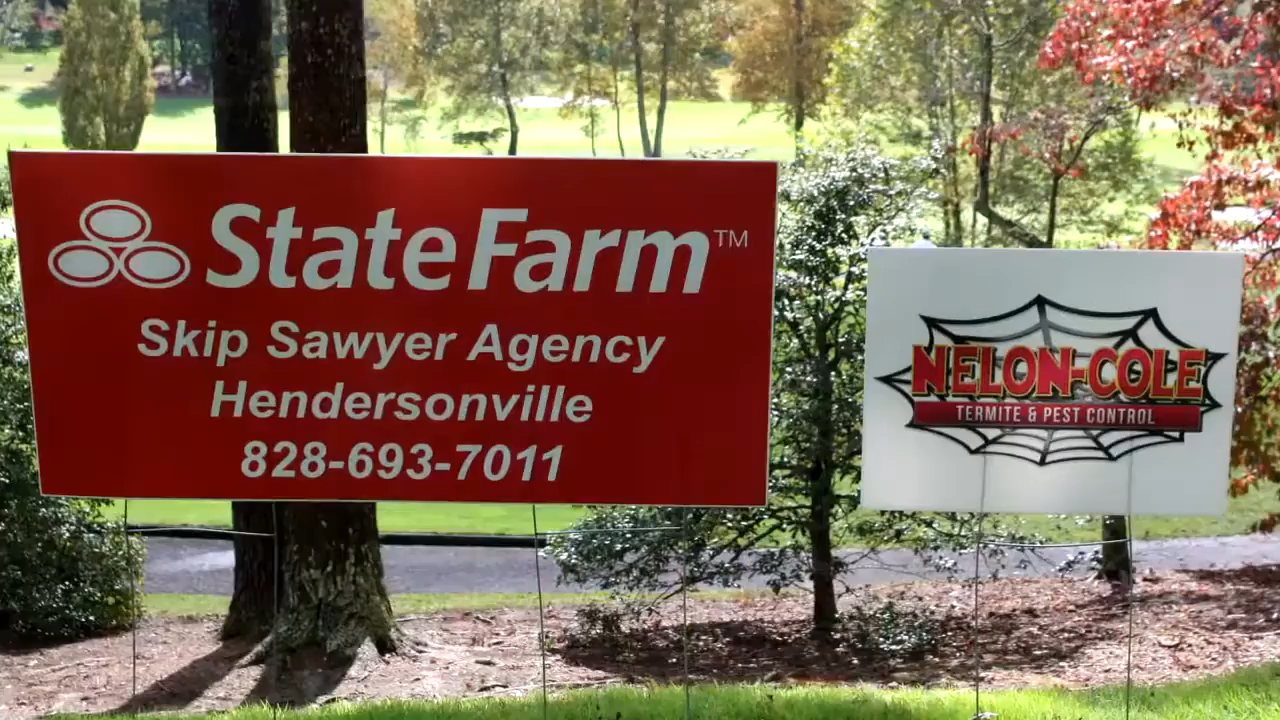 StateFarm™
Skip Sawyer Agency
Hendersonville
828-693-7011
NELON-COLE
TERMITE & PEST CONTROL